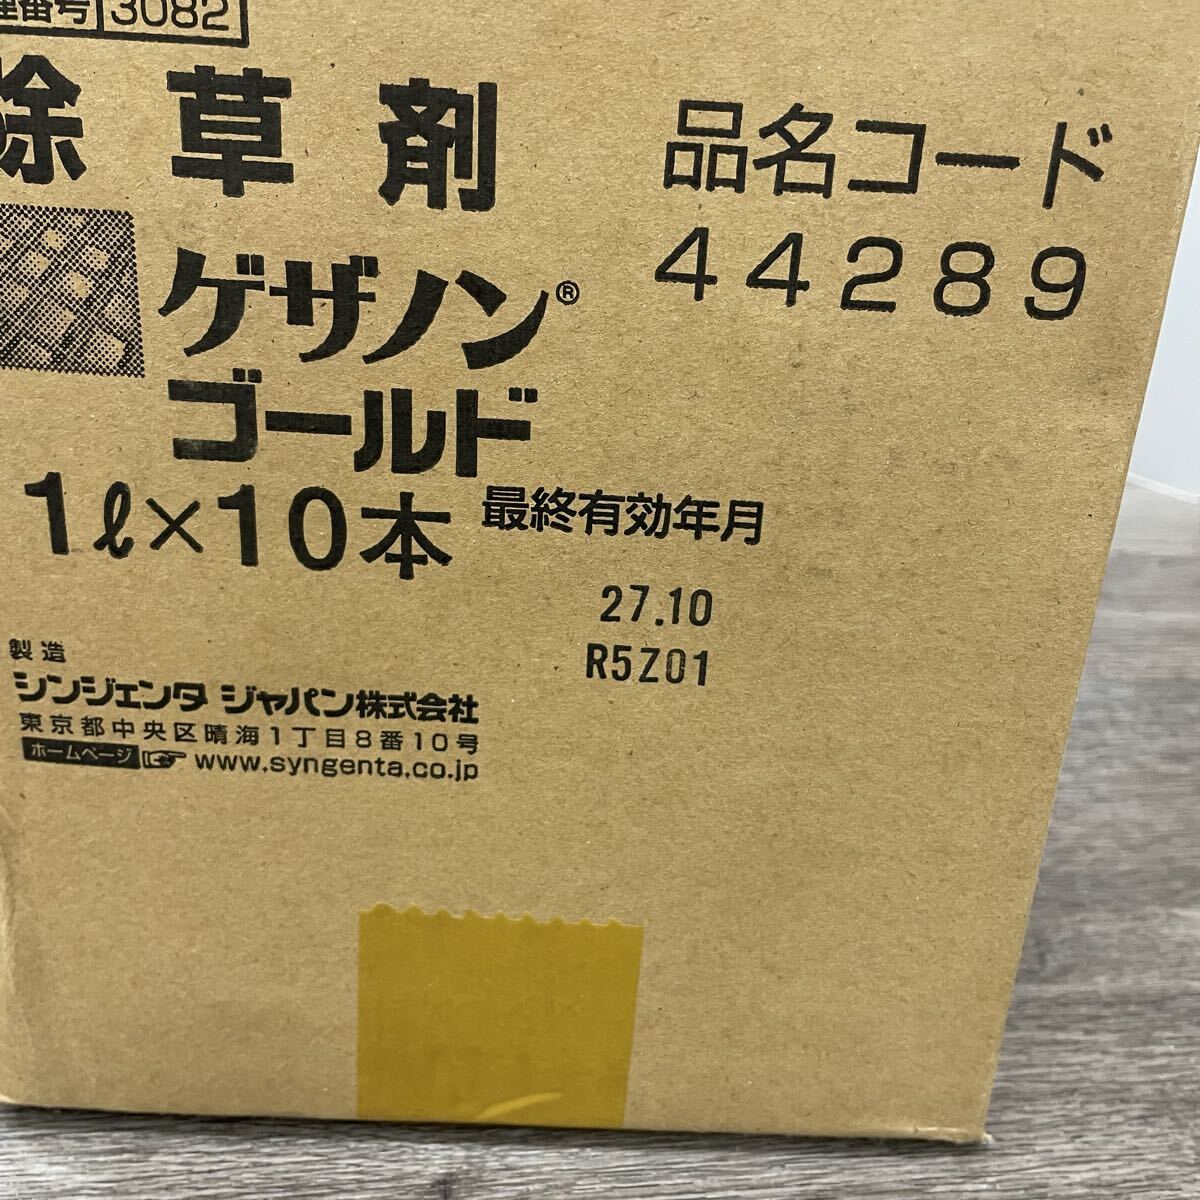 理番号 3082
除草剤
品名コード
44289
ゲザノン®
ゴールド
1ℓ×10本
最終有効年月
27.10
R5Z01
製造
シンジェンタ ジャパン株式会社
東京都中央区晴海1丁目8番10号
ホームページ www.syngenta.co.jp